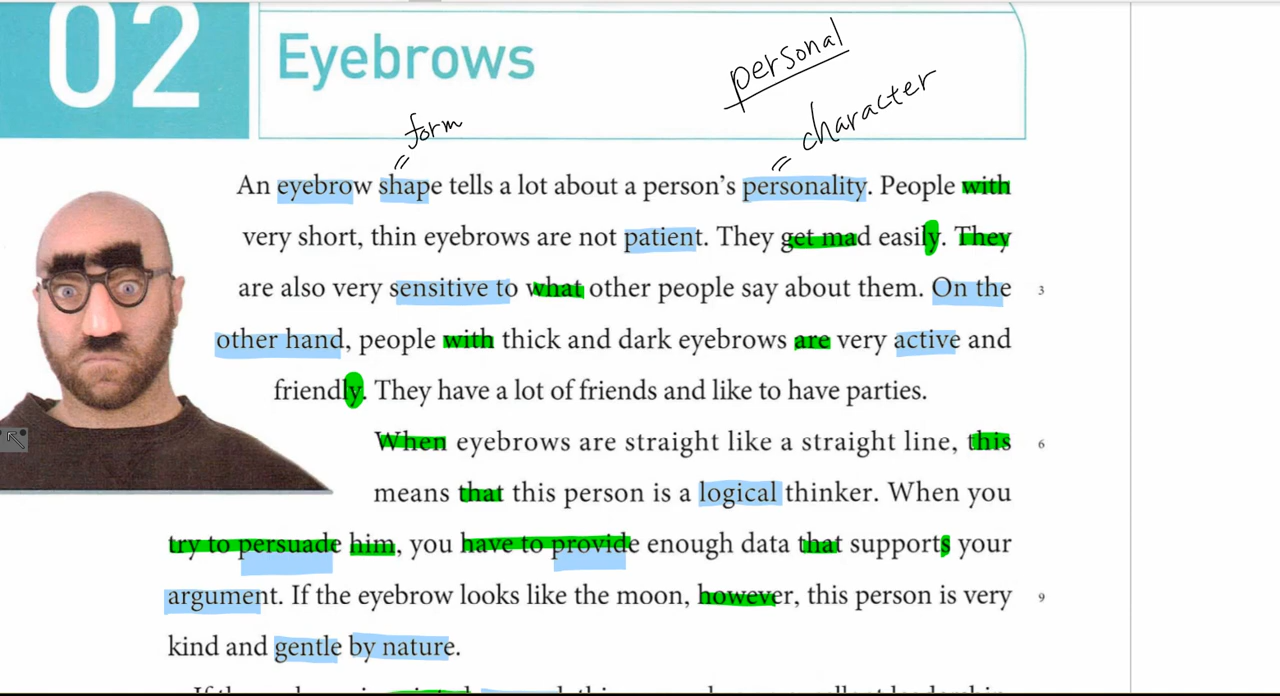 02
Eyebrows
personal
form
character
An eyebrow shape tells a lot about a person's personality. People with
very short, thin eyebrows are not patient. They get mad easily. They
are also very sensitive to what other people say about them. On the 3
other hand, people with thick and dark eyebrows are very active and
friendly. They have a lot of friends and like to have parties.
When eyebrows are straight like a straight line, this 6
means that this person is a logical thinker. When you
try to persuade him, you have to provide enough data that supports your
argument. If the eyebrow looks like the moon, however, this person is very 9
kind and gentle by nature.